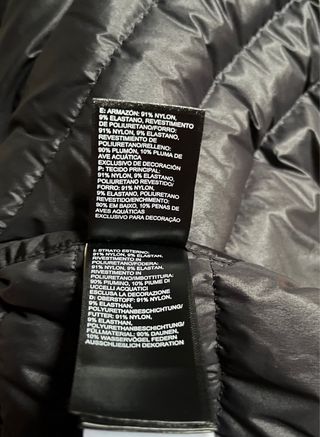 E: ARMAZÓN: 91% NYLON,
9% ELASTANO, REVESTIMIENTO
DE POLIURETANO/FORRO:
91% NYLON, 9% ELASTANO,
REVESTIMIENTO DE
POLIURETANO/RELLENO:
90% PLUMÓN, 10% PLUMA DE
AVE ACUÁTICA
EXCLUSIVO DE DECORACIÓN
P: TECIDO PRINCIPAL:
91% NYLON, 9% ELASTANO,
POLIURETANO REVESTIDO/
FORRO: 91% NYLON,
9% ELASTANO, POLIURETANO
REVESTIDO/ENCHIMENTO:
90% EM BAIXO, 10% PENAS DE
AVES AQUÁTICAS
EXCLUSIVO PARA DECORAÇÃO
I: STRATO ESTERNO:
91% NYLON, 9% ELASTAN,
RIVESTIMENTO IN
POLIURETANO/FODERA:
91% NYLON, 9% ELASTAN,
RIVESTIMENTO IN
POLIURETANO/IMBOTTITURA:
90% PIUMINO, 10% PIUME DI
UCCELLI ACQUATICI
ESCLUSA LA DECORAZIONE
D: OBERSTOFF: 91% NYLON,
9% ELASTHAN,
POLYURETHANBESCHICHTUNG/
FUTTER: 91% NYLON,
9% ELASTHAN,
POLYURETHANBESCHICHTUNG/
FÜLLMATERIAL: 90% DAUNEN,
10% WASSERVÖGEL FEDERN
AUSSCHLIESSLICH DEKORATION